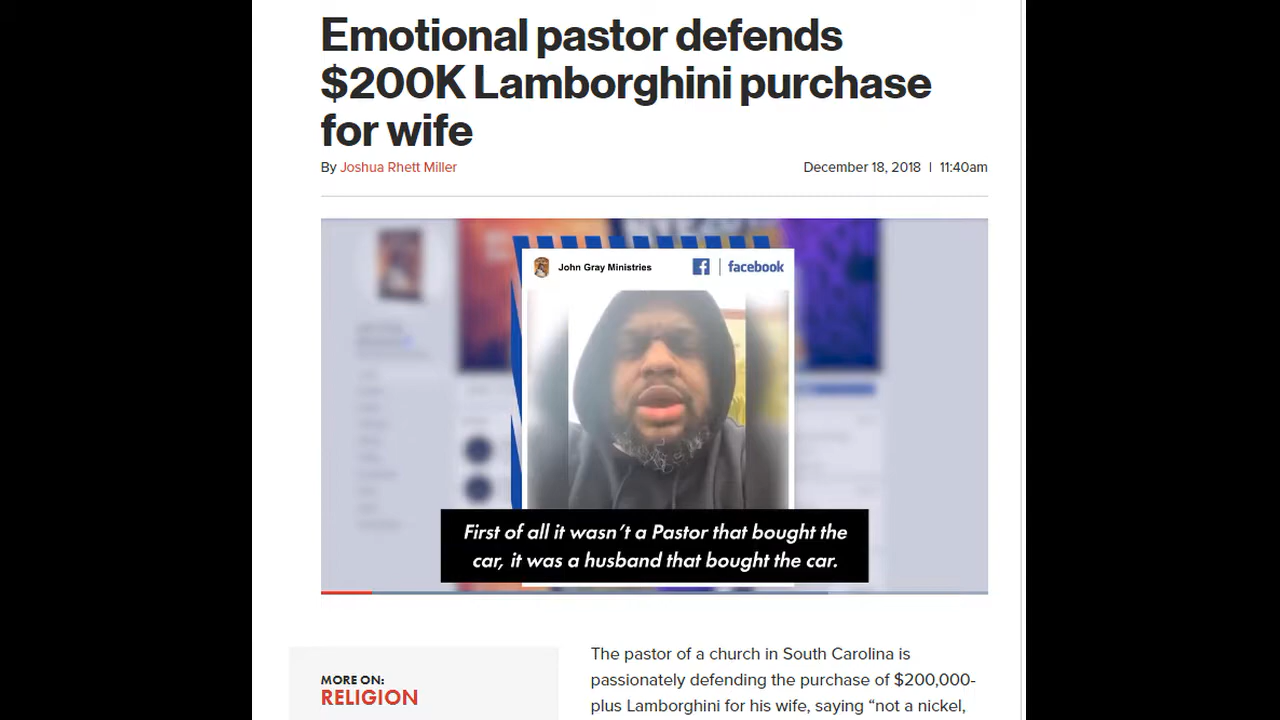 Emotional pastor defends
$200K Lamborghini purchase
for wife
By Joshua Rhett Miller
December 18, 2018 | 11:40am
John Gray Ministries
f | facebook
First of all it wasn't a Pastor that bought the
car, it was a husband that bought the car.
MORE ON:
RELIGION
The pastor of a church in South Carolina is
passionately defending the purchase of $200,000-
plus Lamborghini for his wife, saying “not a nickel,